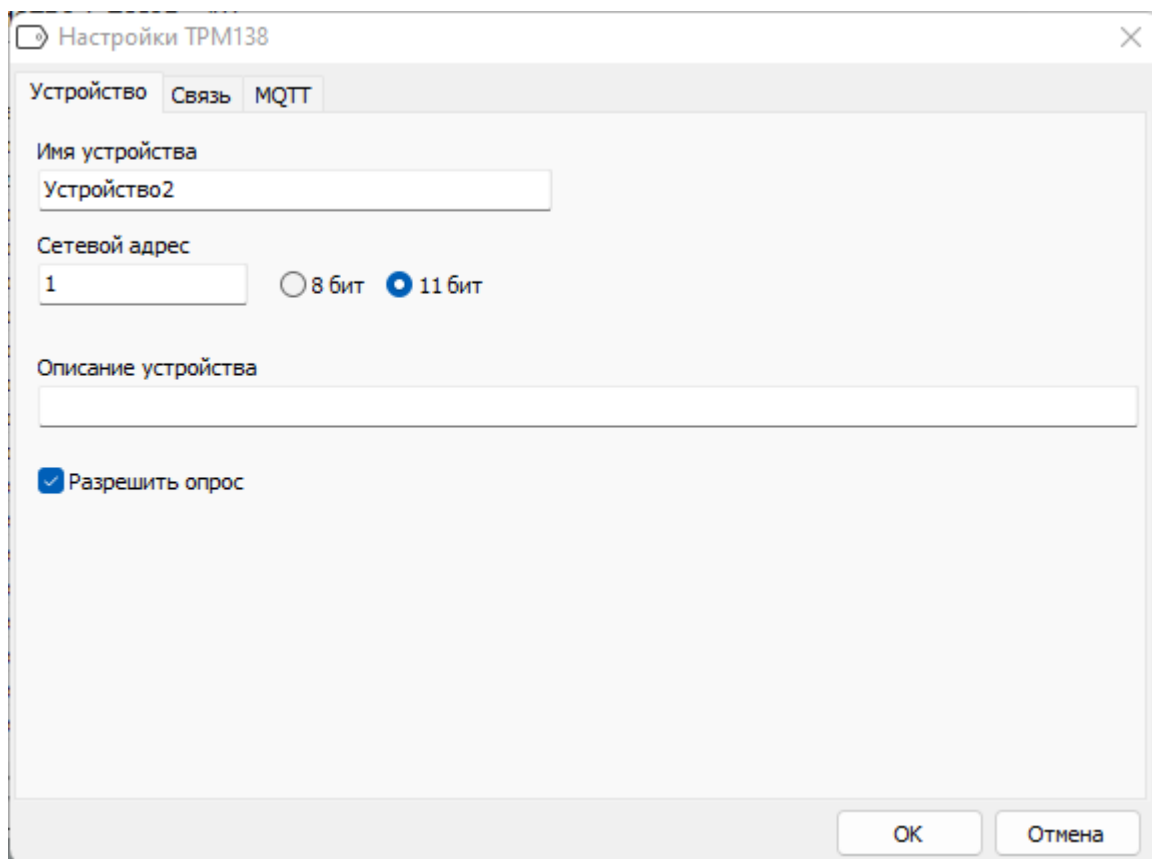 Настройки ТРМ138
Устройство Связь MQTT
Имя устройства
Устройство2
Сетевой адрес
1 8 бит 11 бит
Описание устройства
Разрешить опрос
ОК Отмена